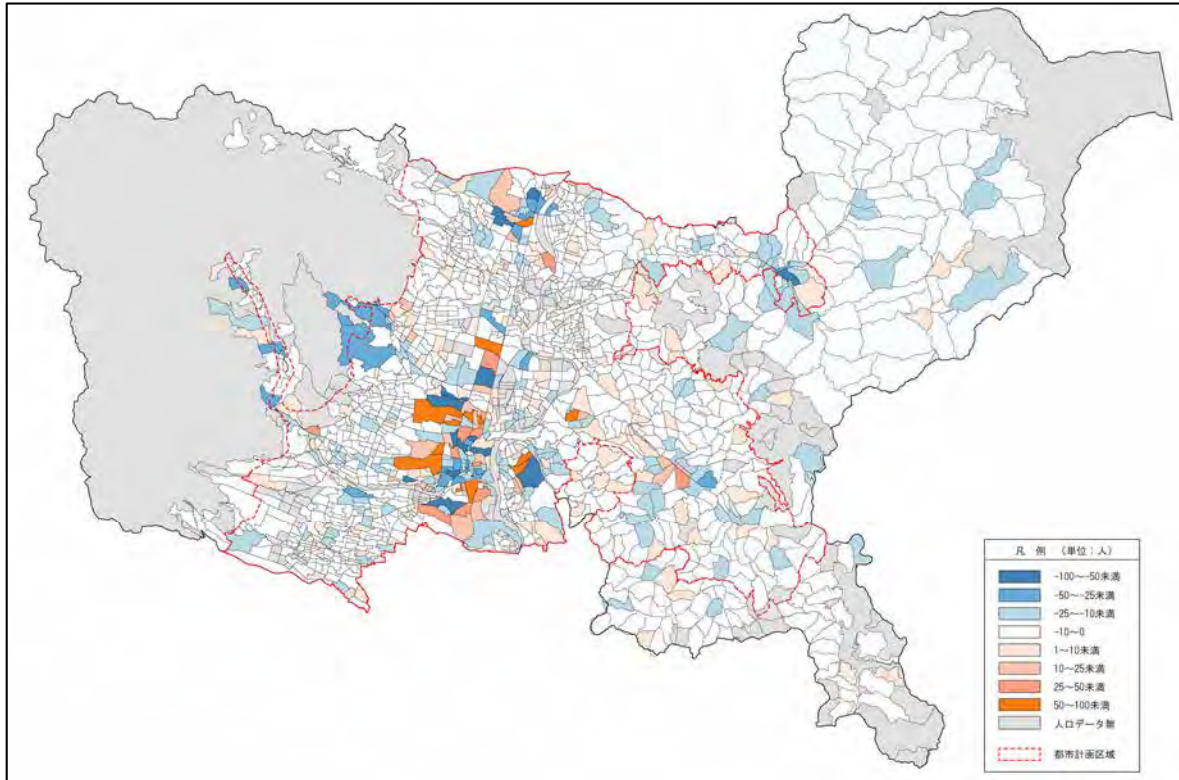 凡 例 （単位：人）
-100～-50未満
-50～-25未満
-25～-10未満
-10～0
1～10未満
10～25未満
25～50未満
50～100未満
人口データ無
都市計画区域